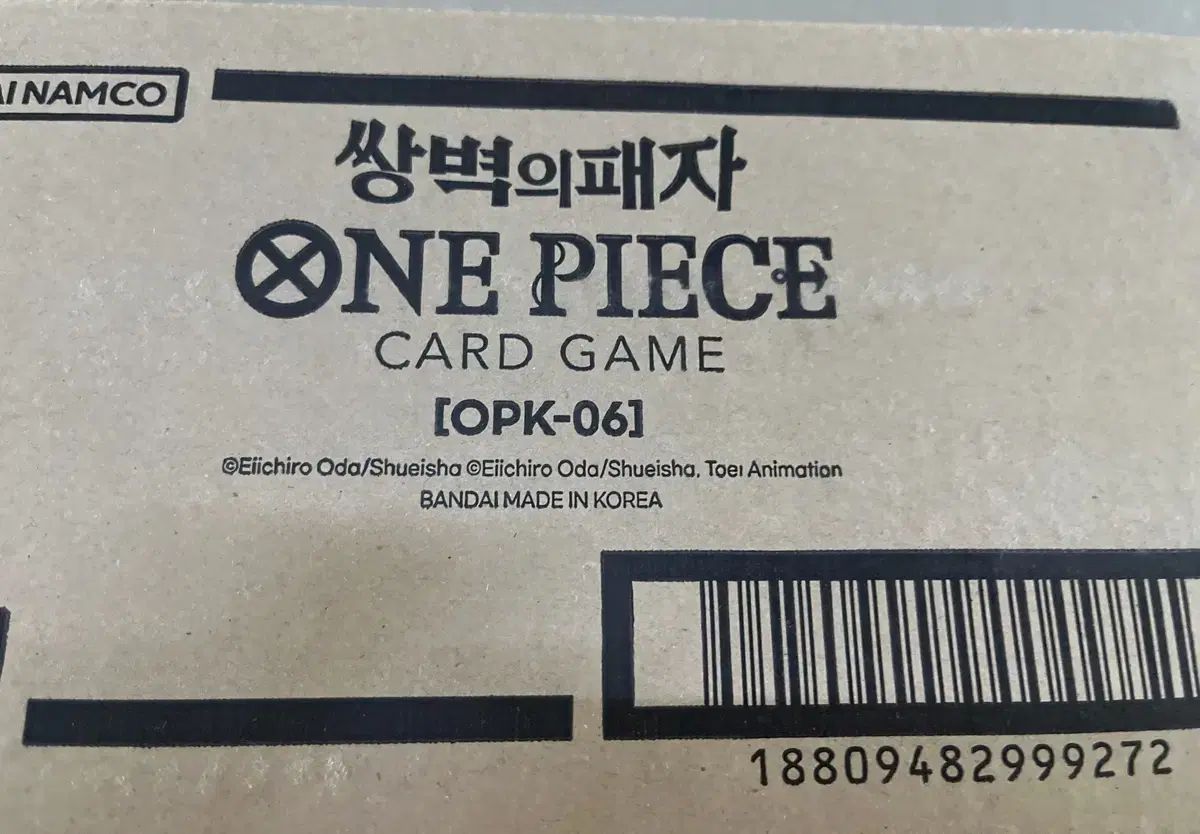 AI NAMCO
쌍벽의패자
ONE PIECE
CARD GAME
[OPK-06]
©Eiichiro Oda/Shueisha ©Eiichiro Oda/Shueisha, Toei Animation
BANDAI MADE IN KOREA
18809482999272